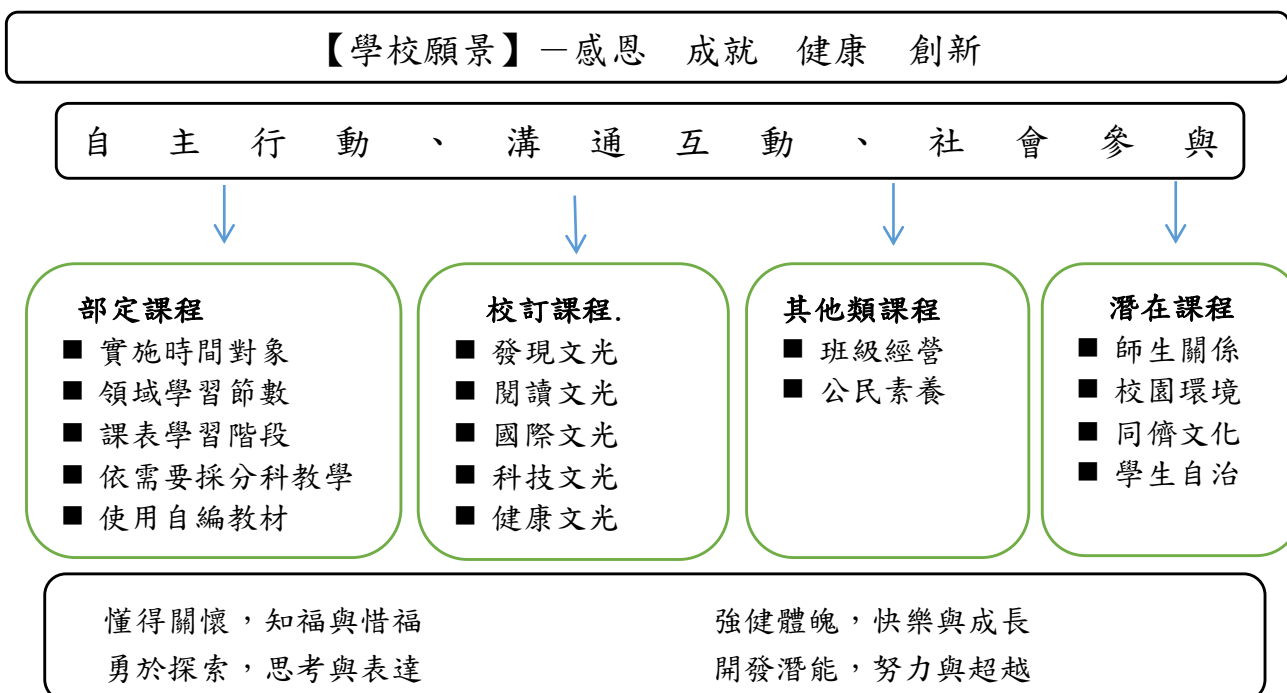 【學校願景】－感恩　成就　健康　創新
自主行動、溝通互動、社會參與
部定課程
■ 實施時間對象
■ 領域學習節數
■ 課表學習階段
■ 依需要採分科教學
■ 使用自編教材
校訂課程.
■ 發現文光
■ 閱讀文光
■ 國際文光
■ 科技文光
■ 健康文光
其他類課程
■ 班級經營
■ 公民素養
潛在課程
■ 師生關係
■ 校園環境
■ 同儕文化
■ 學生自治
懂得關懷，知福與惜福
勇於探索，思考與表達
強健體魄，快樂與成長
開發潛能，努力與超越